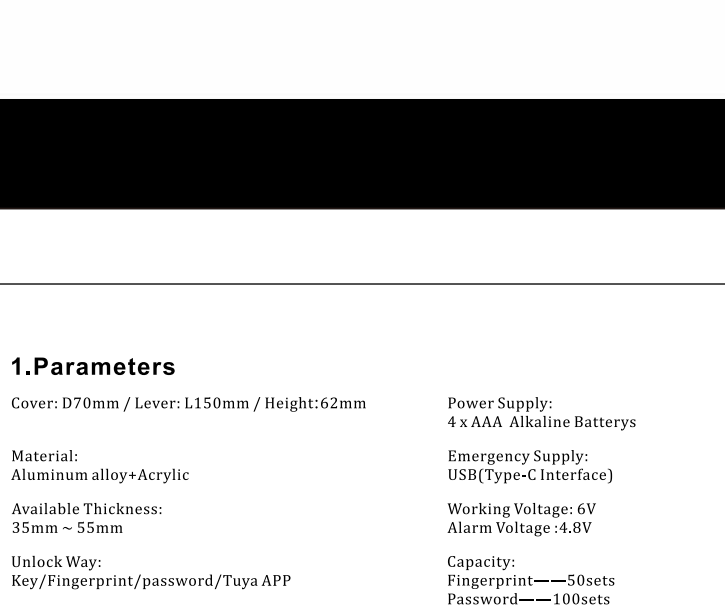 1.Parameters
Cover: D70mm / Lever: L150mm / Height:62mm
Material:
Aluminum alloy+Acrylic
Available Thickness:
35mm ~ 55mm
Unlock Way:
Key/Fingerprint/password/Tuya APP
Power Supply:
4 x AAA Alkaline Batterys
Emergency Supply:
USB(Type-C Interface)
Working Voltage: 6V
Alarm Voltage :4.8V
Capacity:
Fingerprint——50sets
Password——100sets